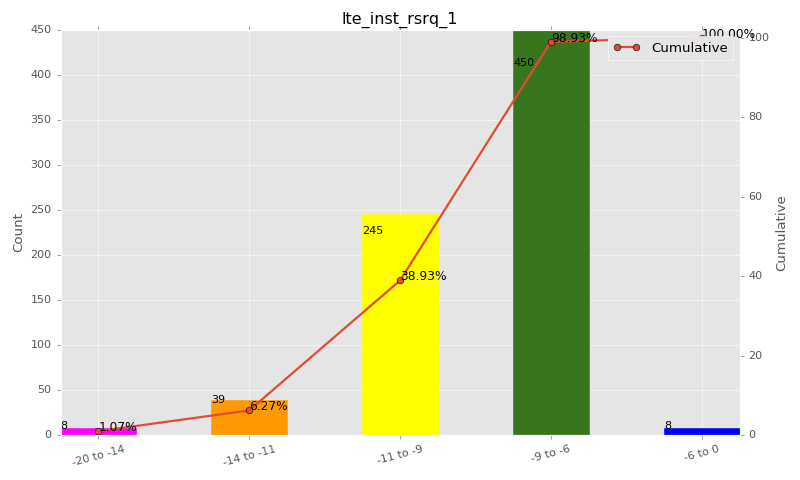 lte_inst_rsrq_1
450
400
350
300
250
200
150
100
50
0
Count
100
80
60
40
20
0
Cumulative
Cumulative
8
39
245
450
8
1.07%
6.27%
38.93%
98.93%
100.00%
-20 to -14
-14 to -11
-11 to -9
-9 to -6
-6 to 0